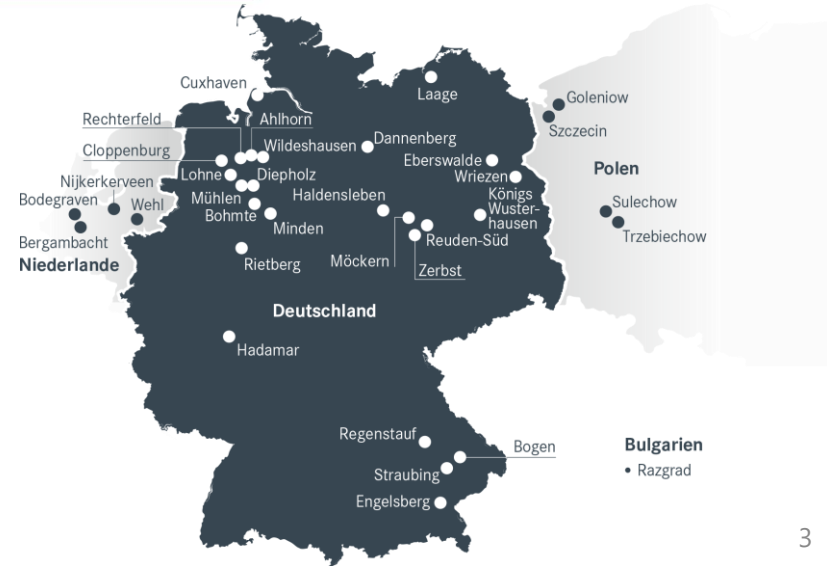 Cuxhaven
Laage
Goleniow
Szczecin
Rechterfeld
Ahlhorn
Dannenberg
Wildeshausen
Cloppenburg
Eberswalde
Polen
Lohne
Diepholz
Wriezen
Nijkerkerveen
Bodegraven
Wehl
Mühlen
Haldensleben
Königs
Wuster-
hausen
Sulechow
Bohmte
Minden
Reuden-Süd
Trzebiechow
Bergambacht
Niederlande
Rietberg
Möckern
Zerbst
Deutschland
Hadamar
Regenstauf
Bogen
Bulgarien
• Razgrad
Straubing
Engelsberg
3